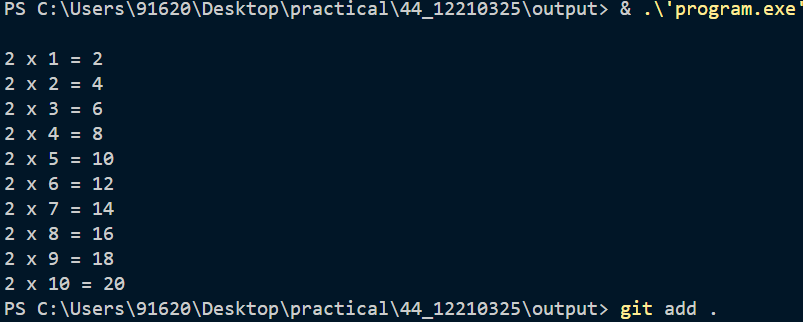 PS C:\Users\91620\Desktop\practical\44_12210325\output> & .\'program.exe'
2 x 1 = 2
2 x 2 = 4
2 x 3 = 6
2 x 4 = 8
2 x 5 = 10
2 x 6 = 12
2 x 7 = 14
2 x 8 = 16
2 x 9 = 18
2 x 10 = 20
PS C:\Users\91620\Desktop\practical\44_12210325\output> git add .